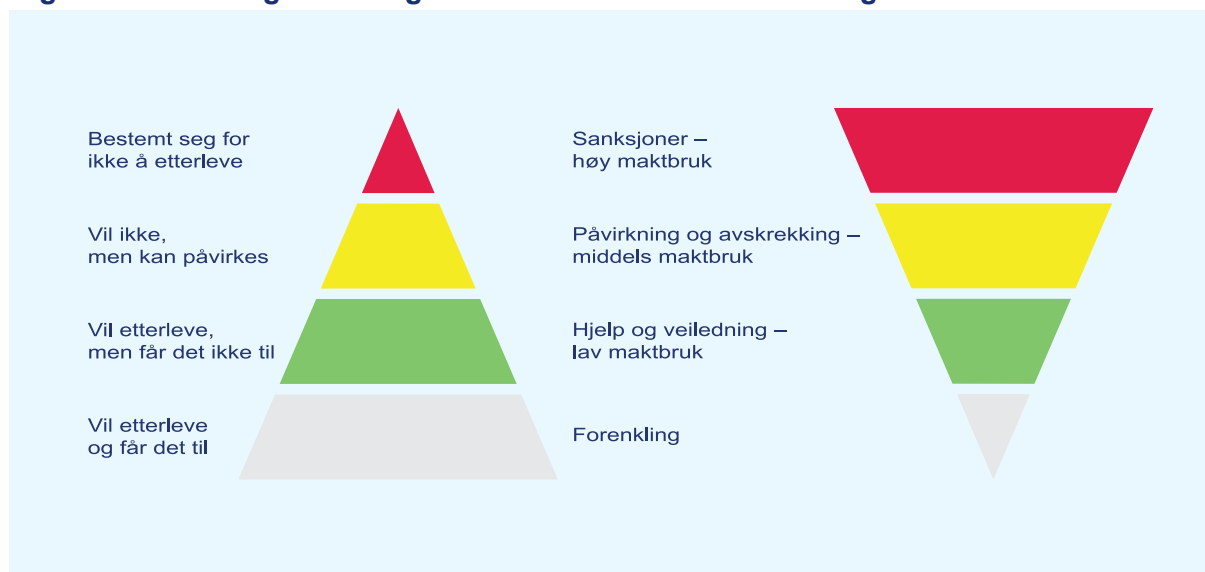 Bestemt seg for
ikke å etterleve
Sanksjoner –
høy maktbruk
Vil ikke,
men kan påvirkes
Påvirkning og avskrekking –
middels maktbruk
Vil etterleve,
men får det ikke til
Hjelp og veiledning –
lav maktbruk
Vil etterleve
og får det til
Forenkling